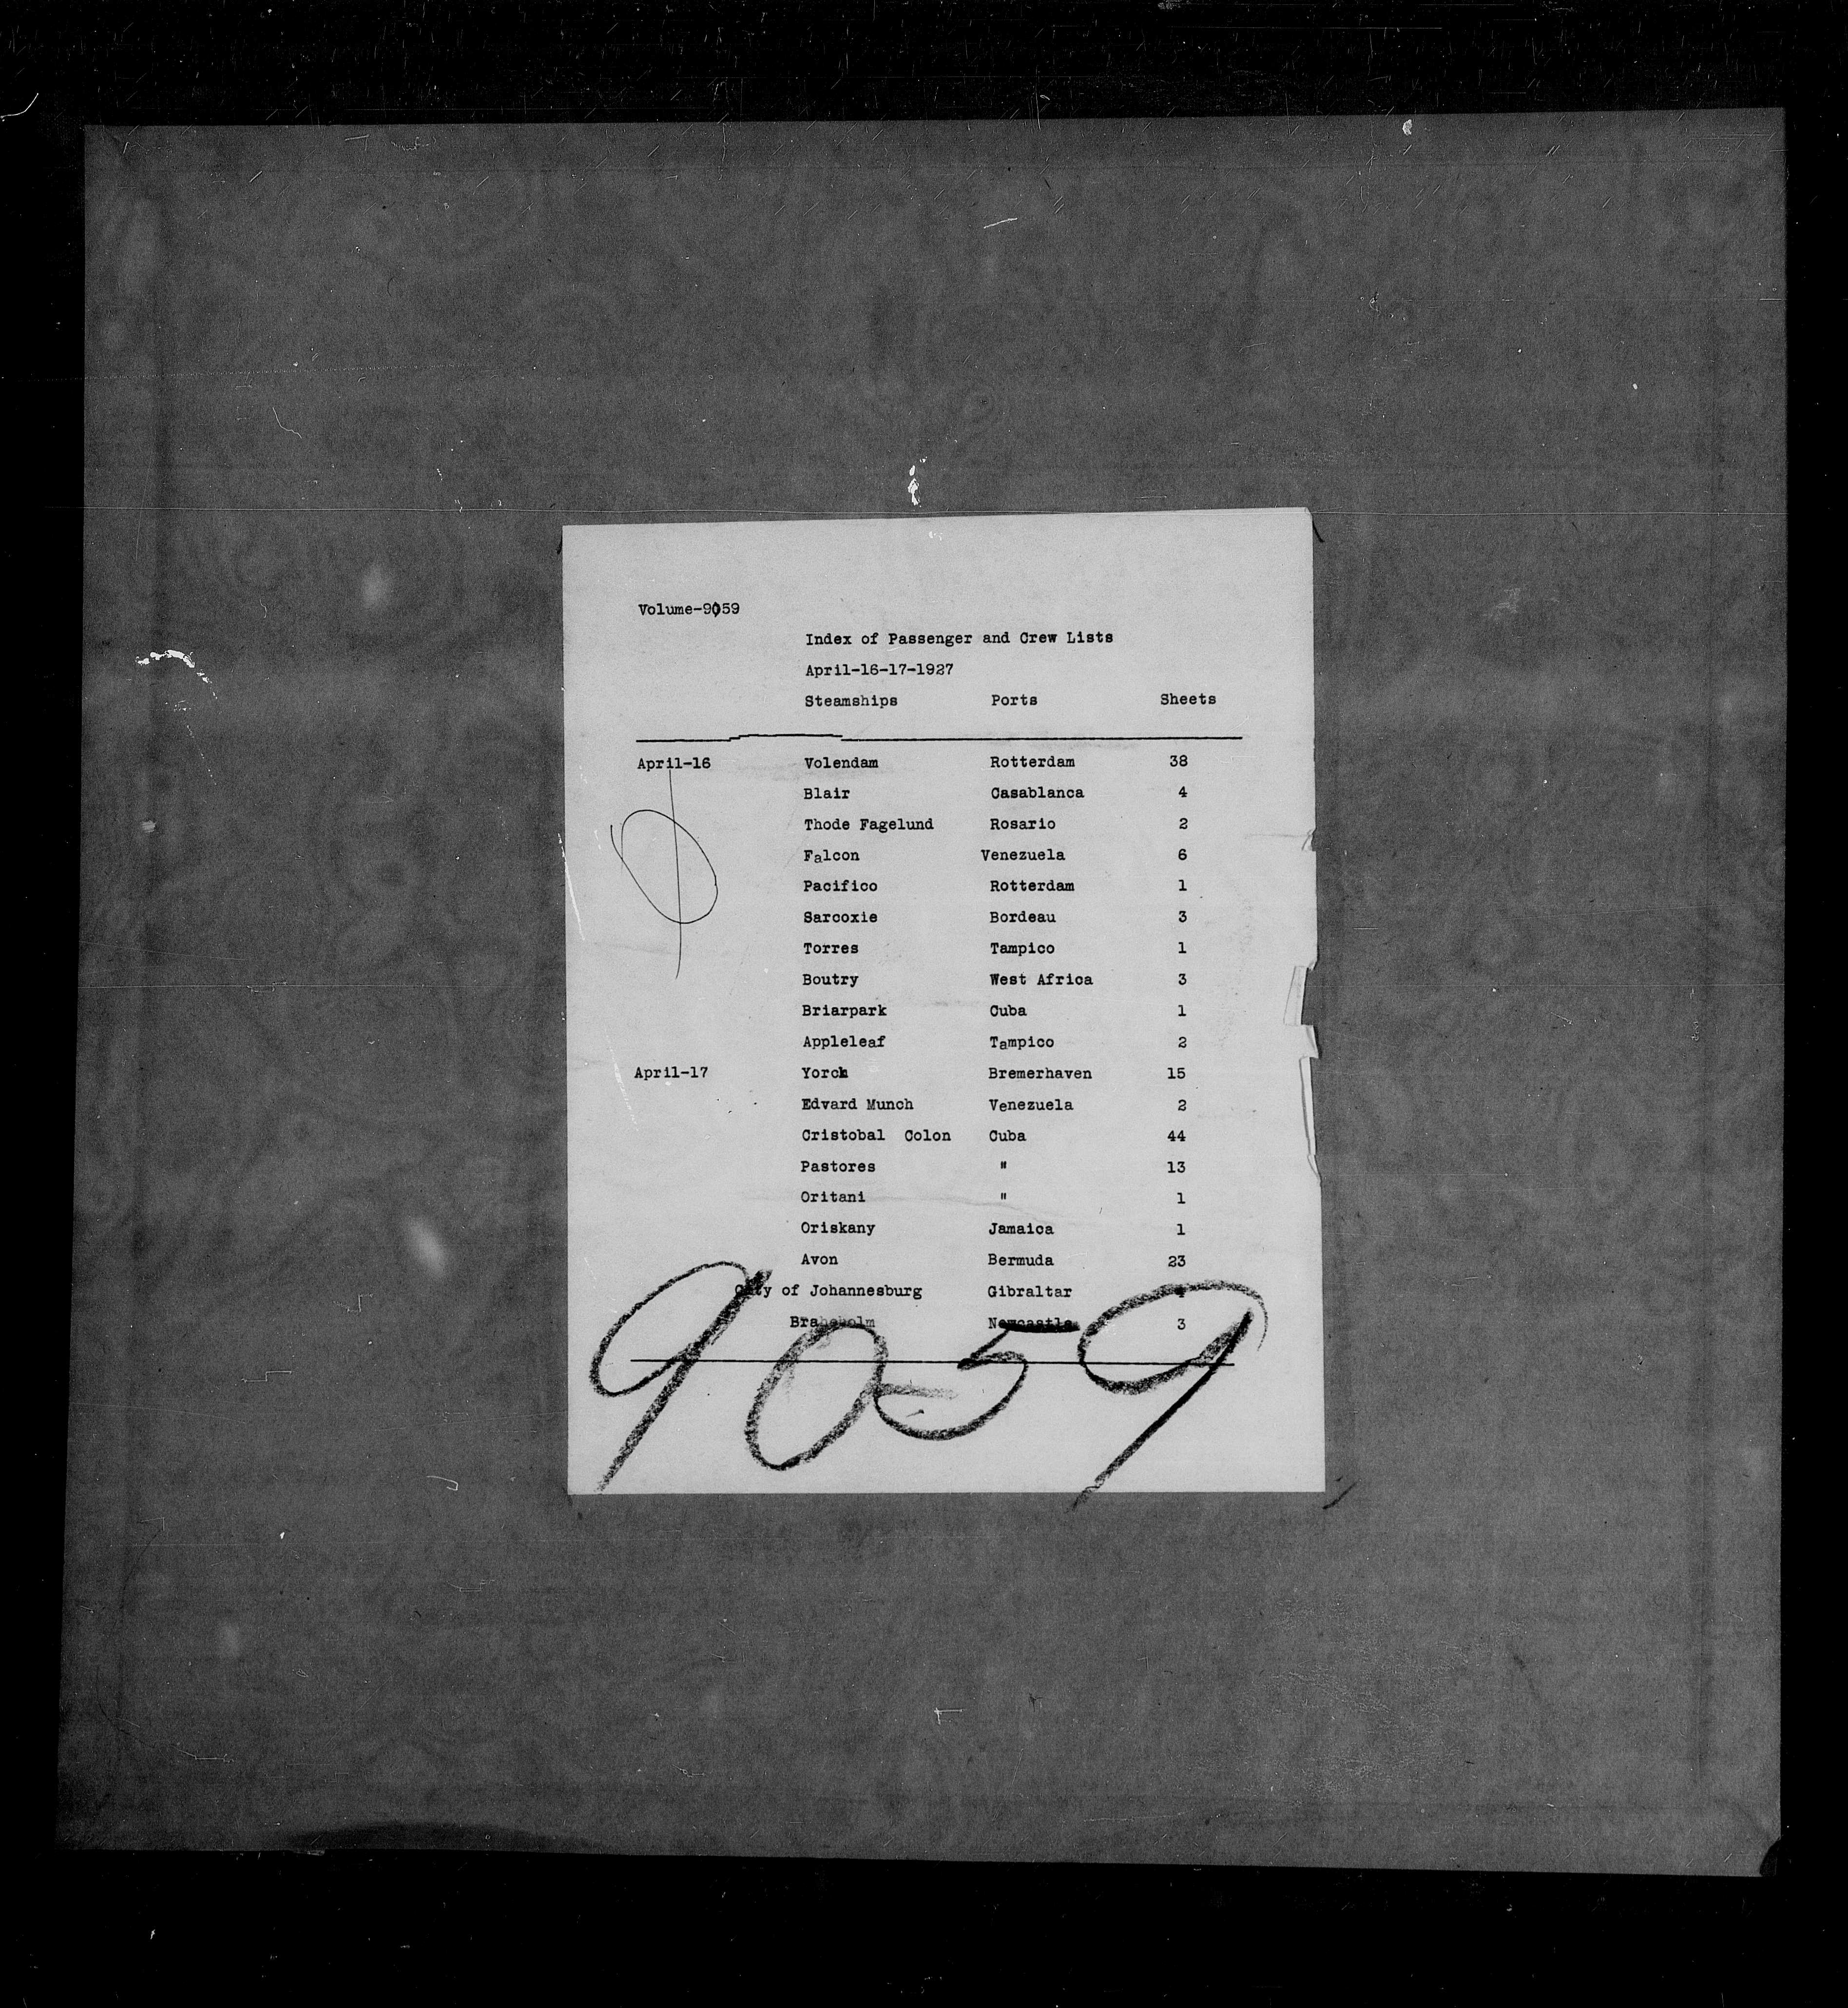 Volume-9059
Index of Passenger and Crew Lists
April-16-17-1927
Steamships Ports Sheets
April-16 Volendam Rotterdam 38
Blair Casablanca 4
Thode Fagelund Rosario 2
Falcon Venezuela 6
Pacifico Rotterdam 1
Sarcoxie Bordeau 3
Torres Tampico 1
Boutry West Africa 3
Briarpark Cuba 1
Appleleaf Tampico 2
April-17 Yorck Bremerhaven 15
Edvard Munch Venezuela 2
Cristobal Colon Cuba 44
Pastores " 13
Oritani " 1
Oriskany Jamaica 1
Avon Bermuda 23
City of Johannesburg Gibraltar
Newcastle 3
9059